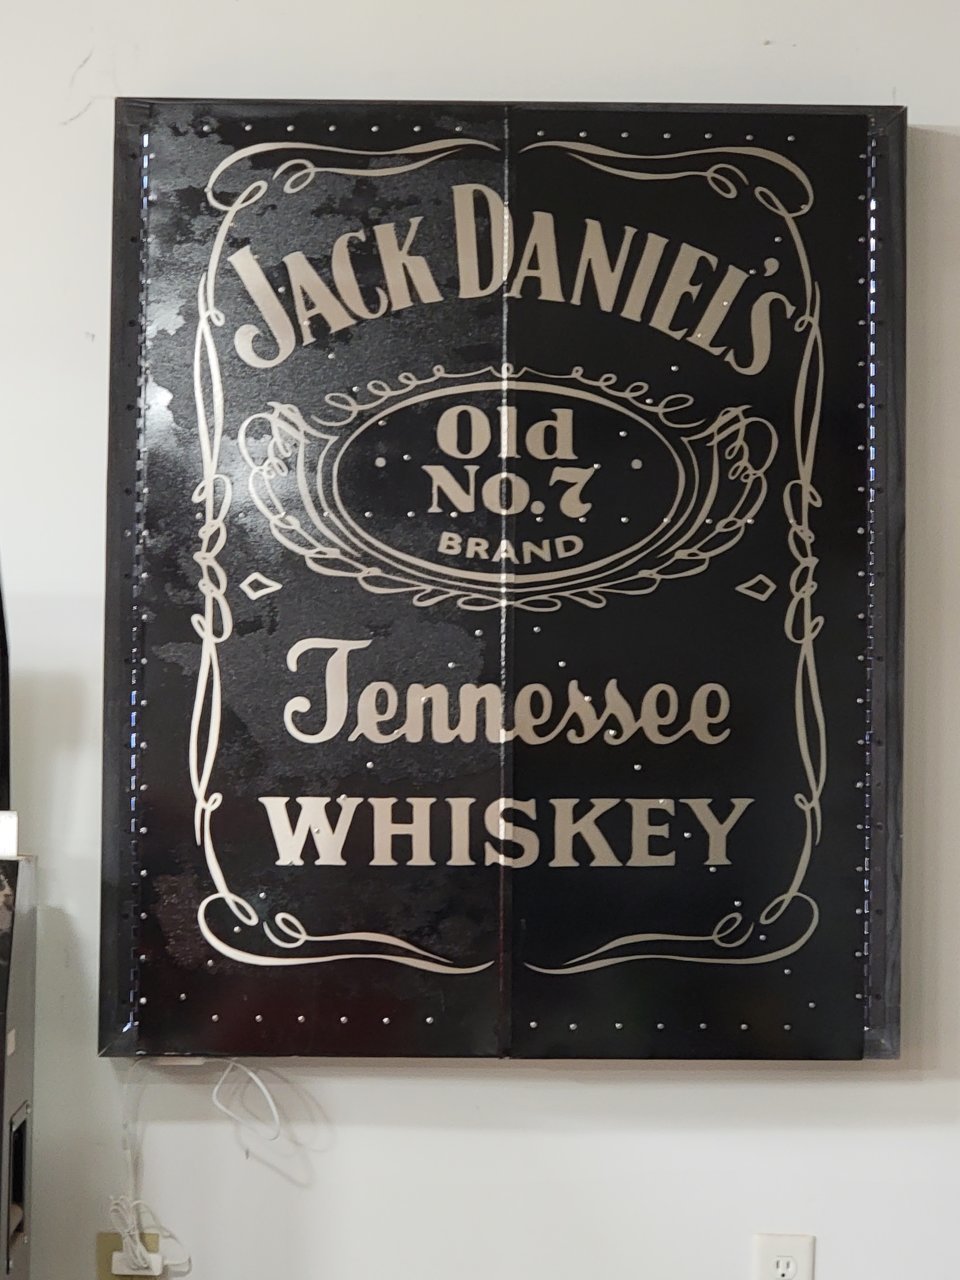 JACK DANIEL'S
Old
No.7
BRAND
Tennessee
WHISKEY